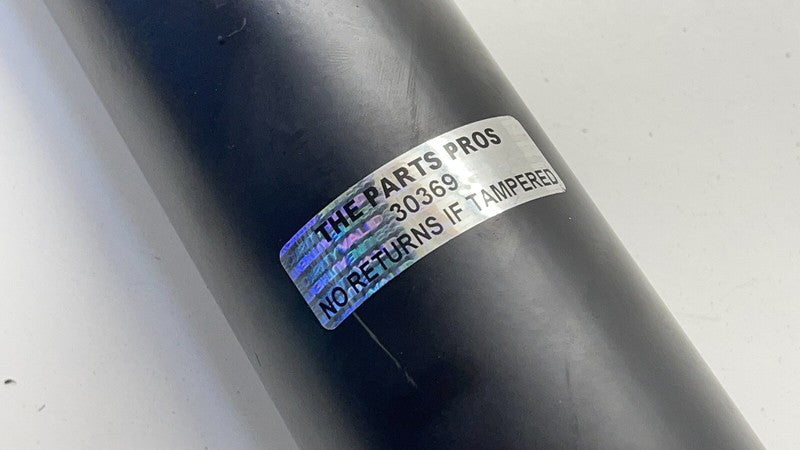 THE PARTS PROS
30369
NO RETURNS IF TAMPERED